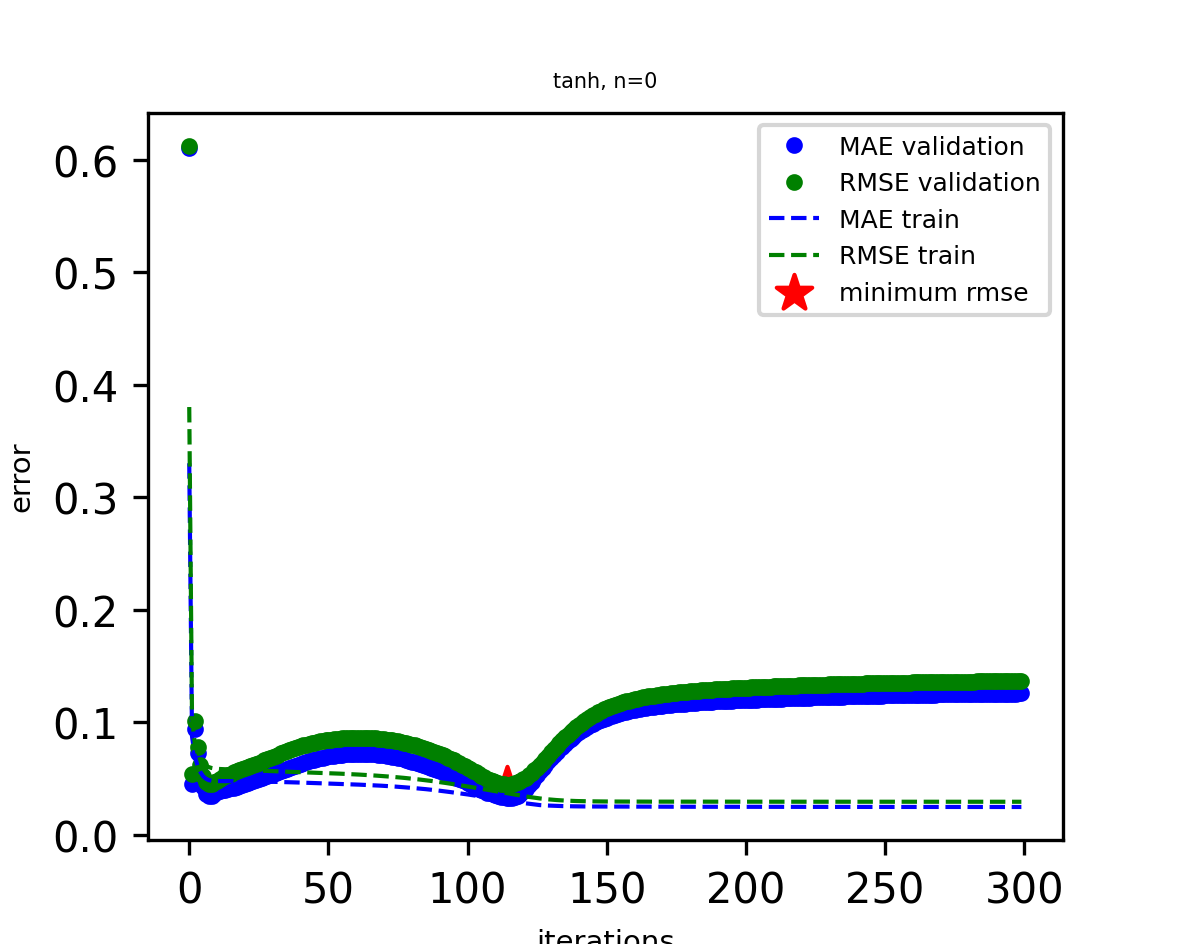 tanh, n=0
MAE validation
RMSE validation
MAE train
RMSE train
minimum rmse
error
0.6
0.5
0.4
0.3
0.2
0.1
0.0
0 50 100 150 200 250 300
iterations